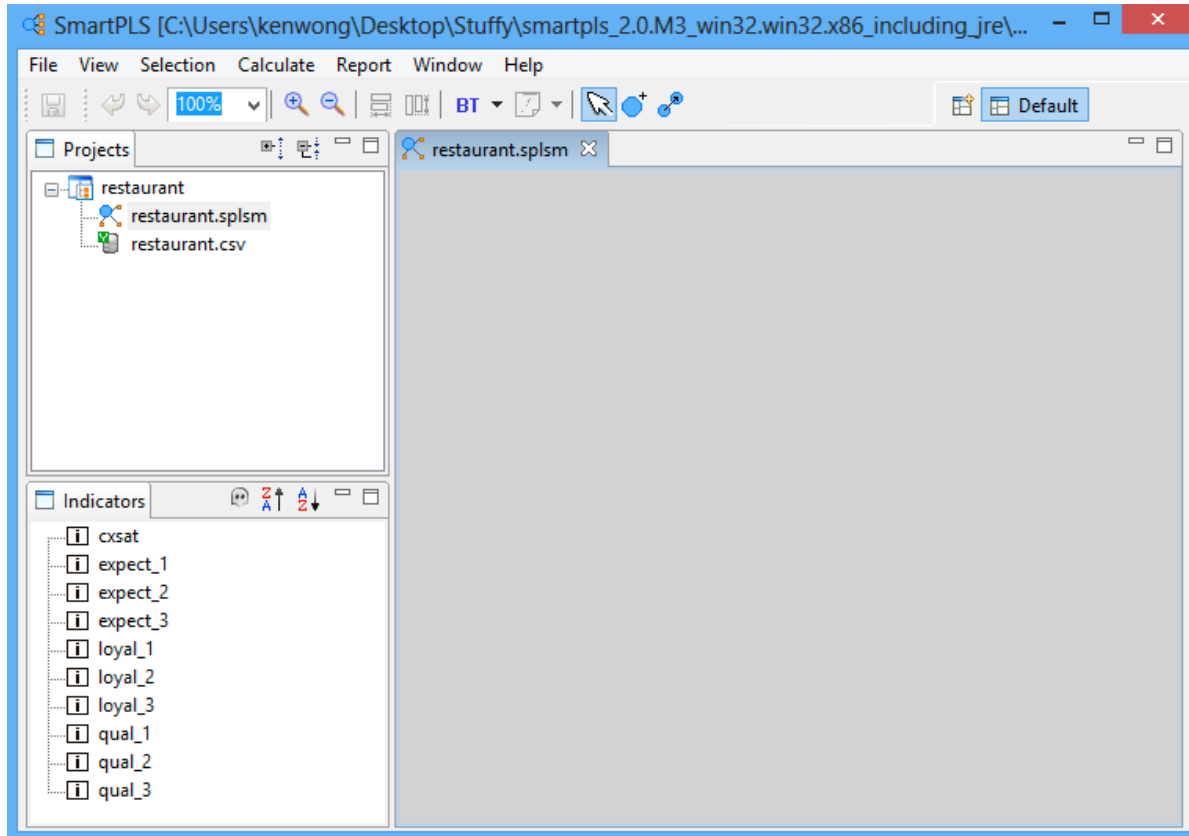 SmartPLS [C:\Users\kenwong\Desktop\Stuffy\smartpls_2.0.M3_win32.win32.x86_including_jre\...
File View Selection Calculate Report Window Help
100% BT Default
Projects
restaurant
restaurant.splsm
restaurant.csv
restaurant.splsm
Indicators
cxsat
expect_1
expect_2
expect_3
loyal_1
loyal_2
loyal_3
qual_1
qual_2
qual_3